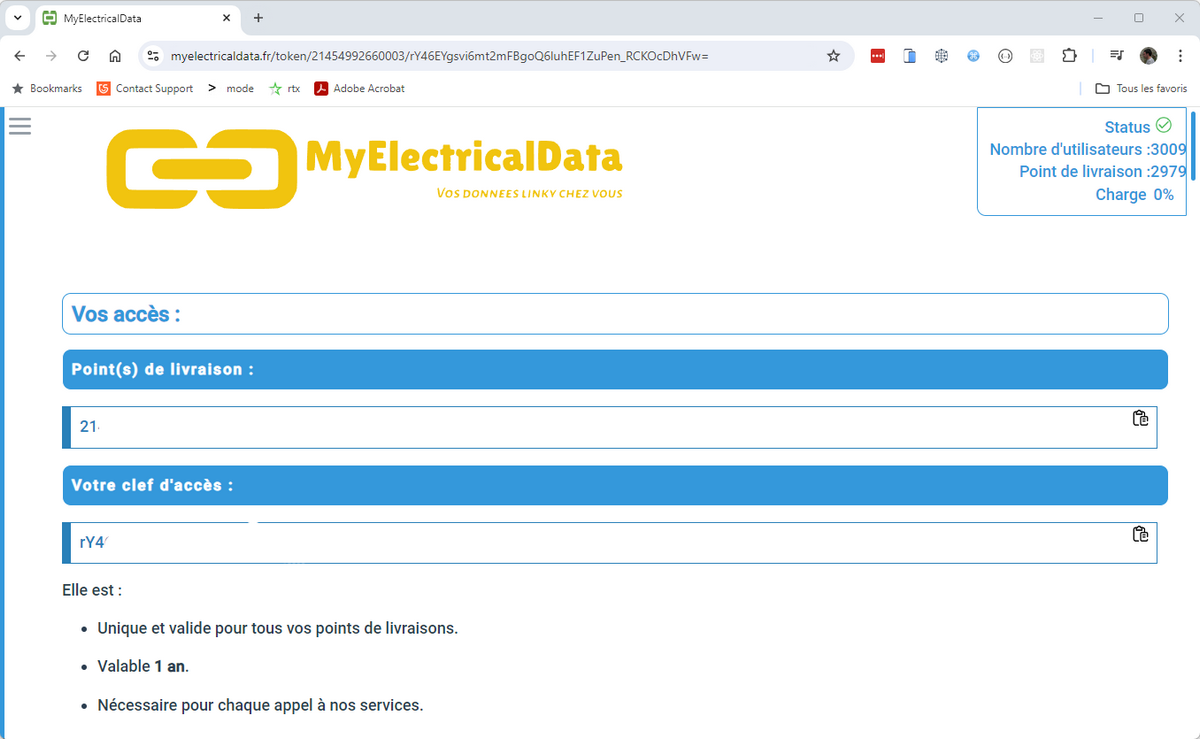 MyElectricalData
myelectricaldata.fr/token/21454992660003/rY46EYgsvi6mt2mFBgoQ6luhEF1ZuPen_RCKOcDhVFw=
Bookmarks
Contact Support
mode
rtx
Adobe Acrobat
Tous les favoris
MyElectricalData
VOS DONNEES LINKY CHEZ VOUS
Status
Nombre d'utilisateurs :3009
Point de livraison :2979
Charge 0%
Vos accès :
Point(s) de livraison :
21
Votre clef d'accès :
rY4
Elle est :
• Unique et valide pour tous vos points de livraisons.
• Valable 1 an.
• Nécessaire pour chaque appel à nos services.